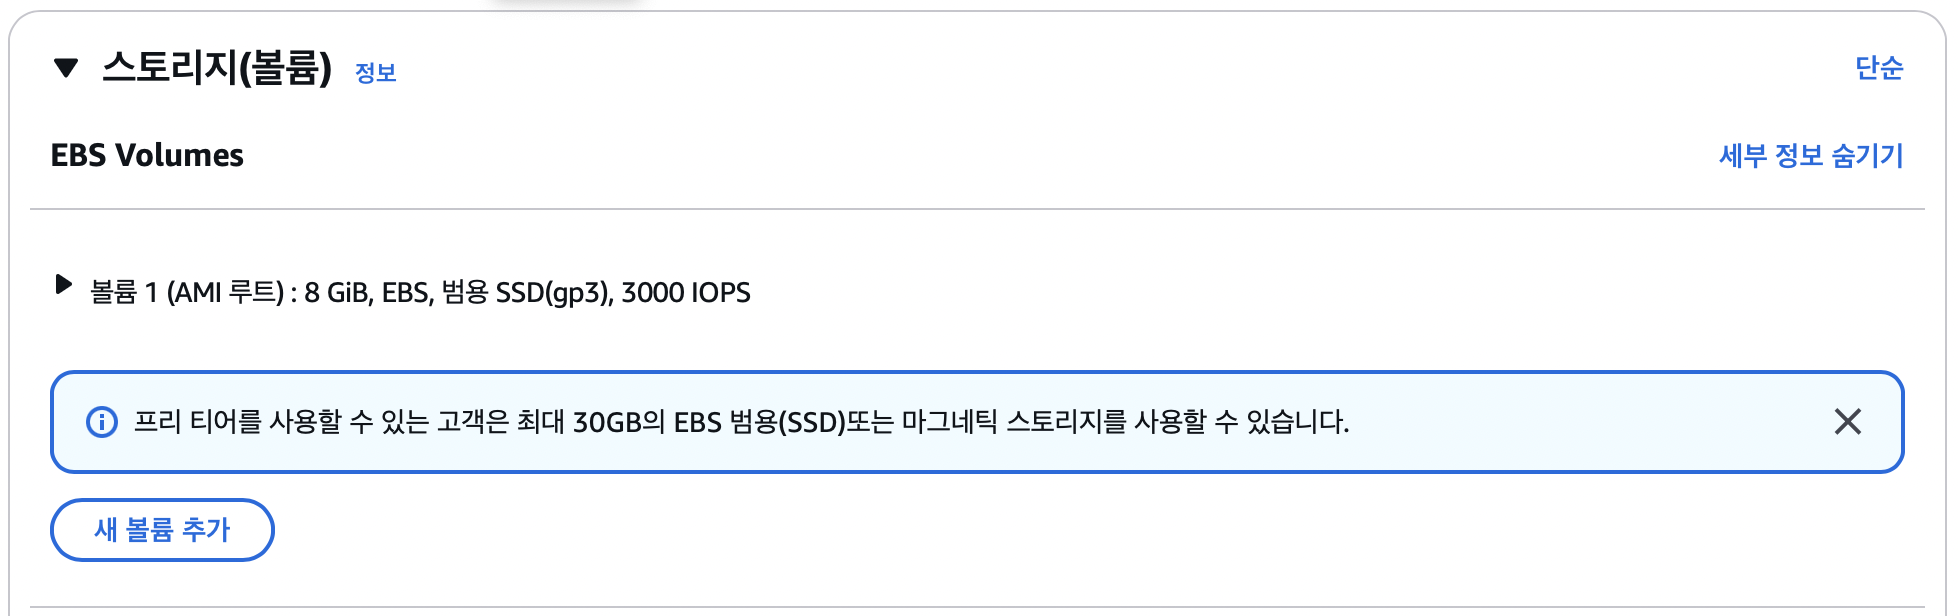 스토리지(볼륨) 정보 단순
EBS Volumes 세부 정보 숨기기
볼륨 1 (AMI 루트) : 8 GiB, EBS, 범용 SSD(gp3), 3000 IOPS
프리 티어를 사용할 수 있는 고객은 최대 30GB의 EBS 범용(SSD)또는 마그네틱 스토리지를 사용할 수 있습니다.
새 볼륨 추가